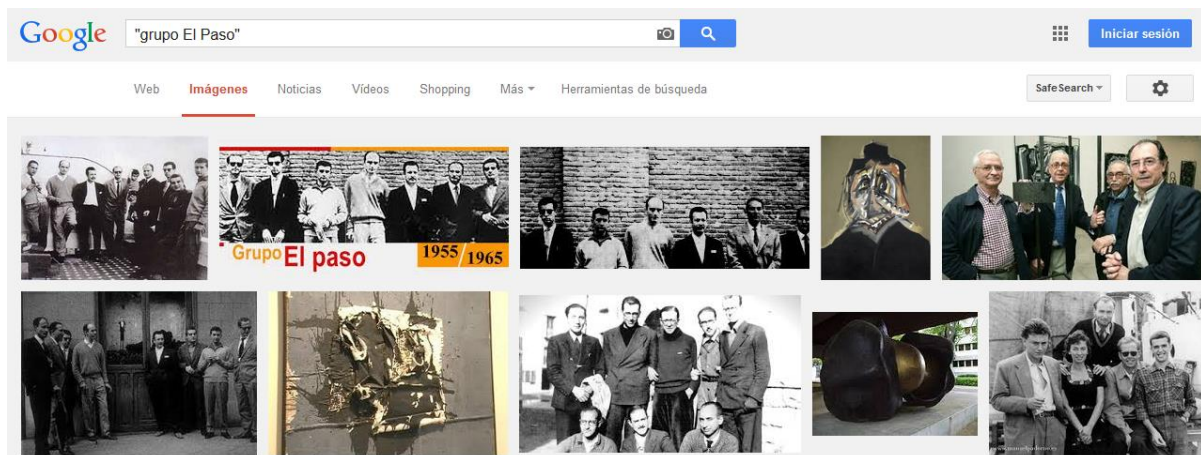 Google "grupo El Paso" Iniciar sesión
Web Imágenes Noticias Vídeos Shopping Más Herramientas de búsqueda SafeSearch
Grupo El paso 1955/1965